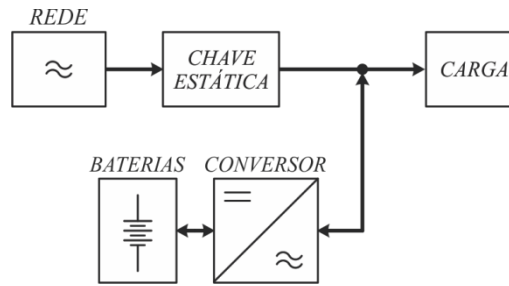 REDE
CHAVE
ESTÁTICA
CARGA
BATERIAS
CONVERSOR